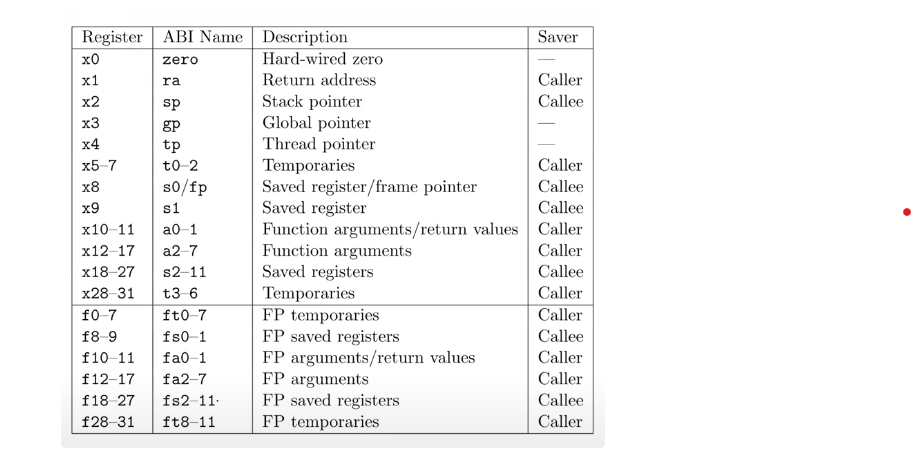 Register ABI Name Description Saver
x0 zero Hard-wired zero —
x1 ra Return address Caller
x2 sp Stack pointer Callee
x3 gp Global pointer —
x4 tp Thread pointer —
x5–7 t0–2 Temporaries Caller
x8 s0/fp Saved register/frame pointer Callee
x9 s1 Saved register Callee
x10–11 a0–1 Function arguments/return values Caller
x12–17 a2–7 Function arguments Caller
x18–27 s2–11 Saved registers Callee
x28–31 t3–6 Temporaries Caller
f0–7 ft0–7 FP temporaries Caller
f8–9 fs0–1 FP saved registers Callee
f10–11 fa0–1 FP arguments/return values Caller
f12–17 fa2–7 FP arguments Caller
f18–27 fs2–11 FP saved registers Callee
f28–31 ft8–11 FP temporaries Caller